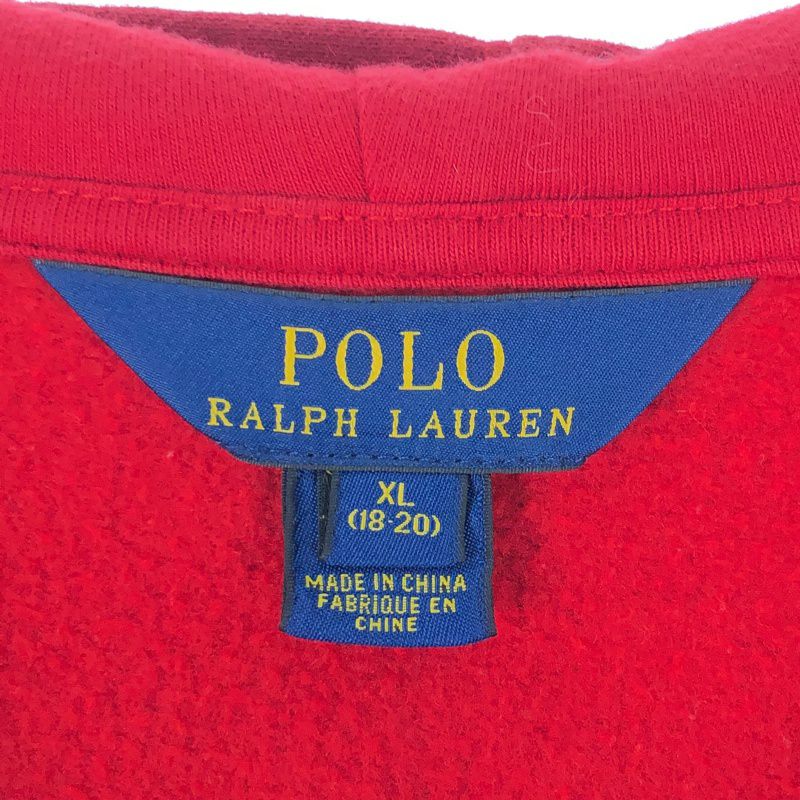 POLO
RALPH LAUREN
XL
(18-20)
MADE IN CHINA
FABRIQUE EN
CHINE